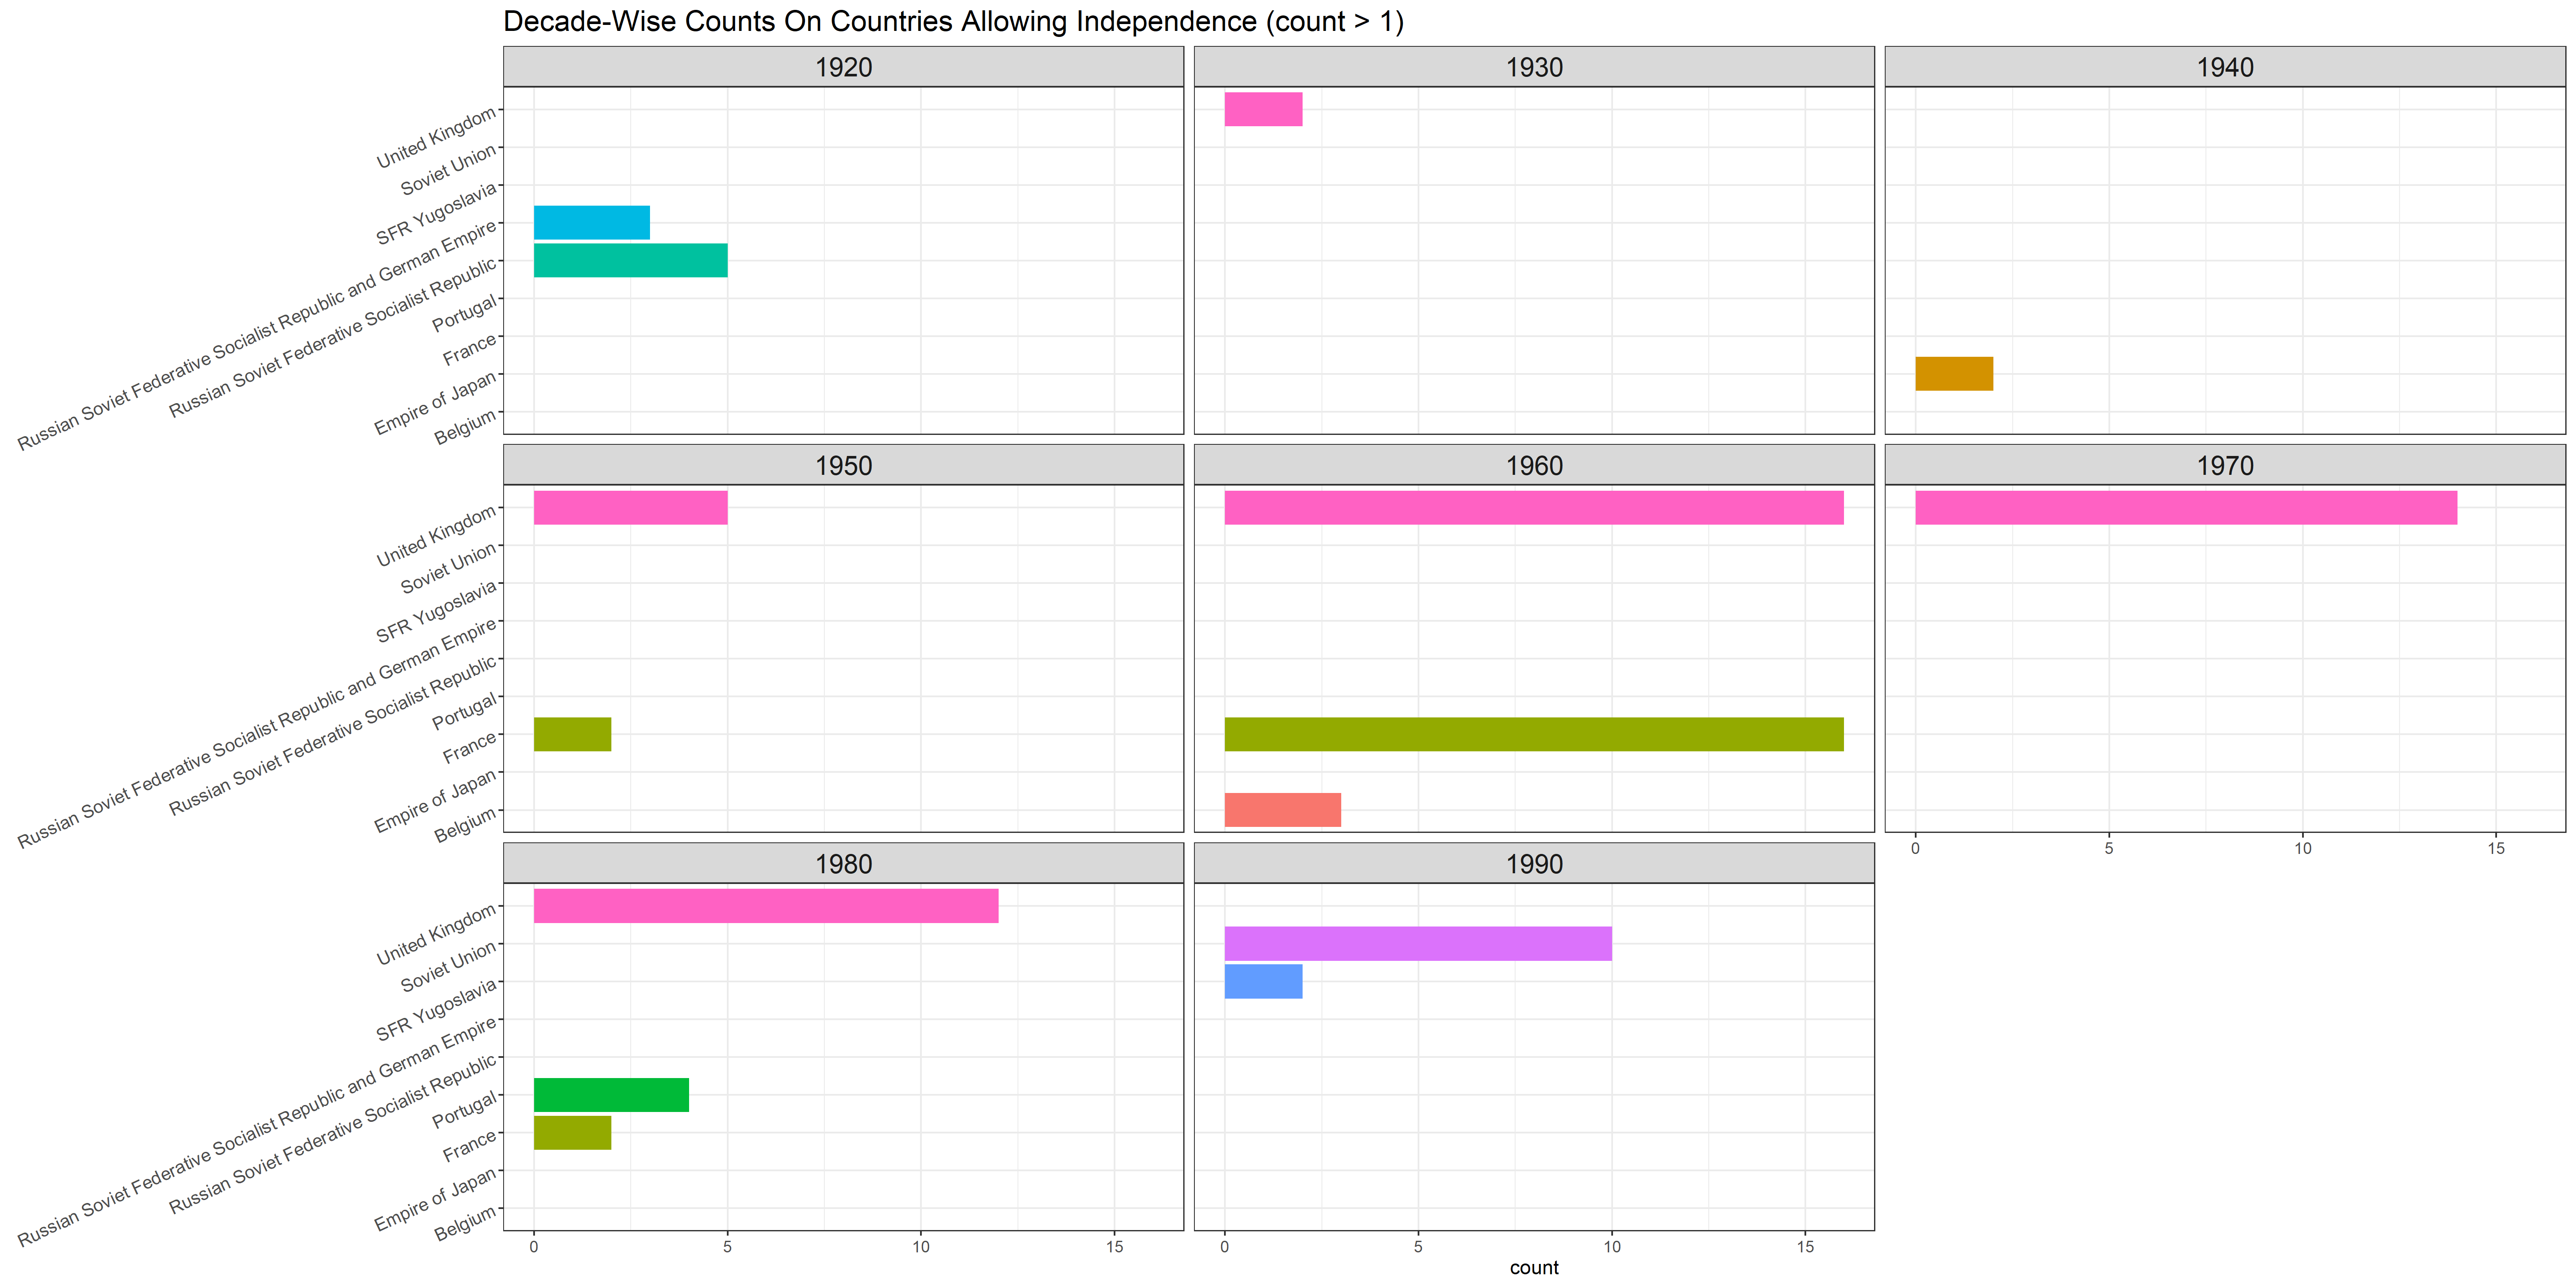 Decade-Wise Counts On Countries Allowing Independence (count > 1)
1920
1930
1940
United Kingdom
Soviet Union
SFR Yugoslavia
Russian Soviet Federative Socialist Republic and German Empire
Russian Soviet Federative Socialist Republic
Portugal
France
Empire of Japan
Belgium
1950
1960
1970
United Kingdom
Soviet Union
SFR Yugoslavia
Russian Soviet Federative Socialist Republic and German Empire
Russian Soviet Federative Socialist Republic
Portugal
France
Empire of Japan
Belgium
0 5 10 15
1980
1990
United Kingdom
Soviet Union
SFR Yugoslavia
Russian Soviet Federative Socialist Republic and German Empire
Russian Soviet Federative Socialist Republic
Portugal
France
Empire of Japan
Belgium
0 5 10 15
0 5 10 15
count